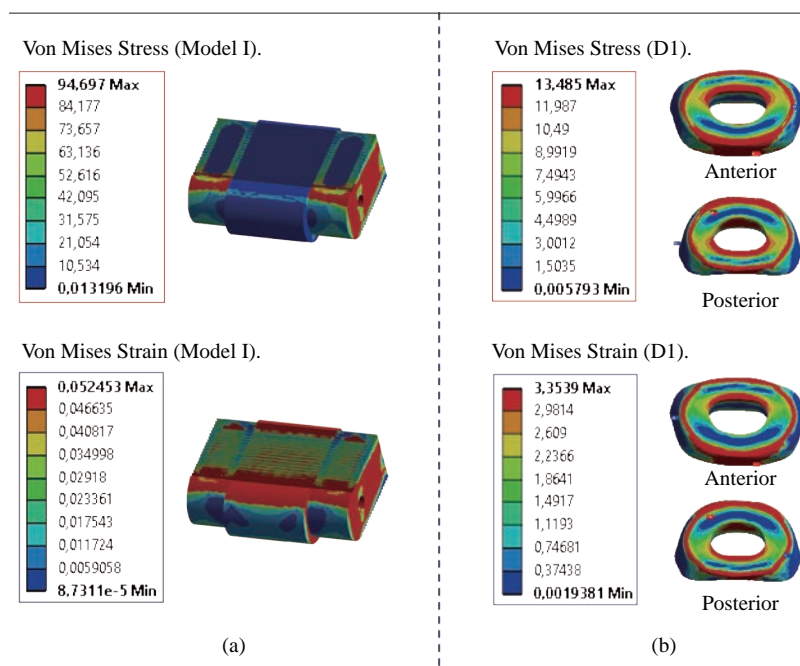 Von Mises Stress (Model I).
94,697 Max
84,177
73,657
63,136
52,616
42,095
31,575
21,054
10,534
0,013196 Min
Von Mises Strain (Model I).
0,052453 Max
0,046635
0,040817
0,034998
0,02918
0,023361
0,017543
0,011724
0,0059058
8,7311e-5 Min
(a)
Von Mises Stress (D1).
13,485 Max
11,987
10,49
8,9919
7,4943
5,9966
4,4989
3,0012
1,5035
0,005793 Min
Anterior
Posterior
Von Mises Strain (D1).
3,3539 Max
2,9814
2,609
2,2366
1,8641
1,4917
1,1193
0,74681
0,37438
0,0019381 Min
Anterior
Posterior
(b)